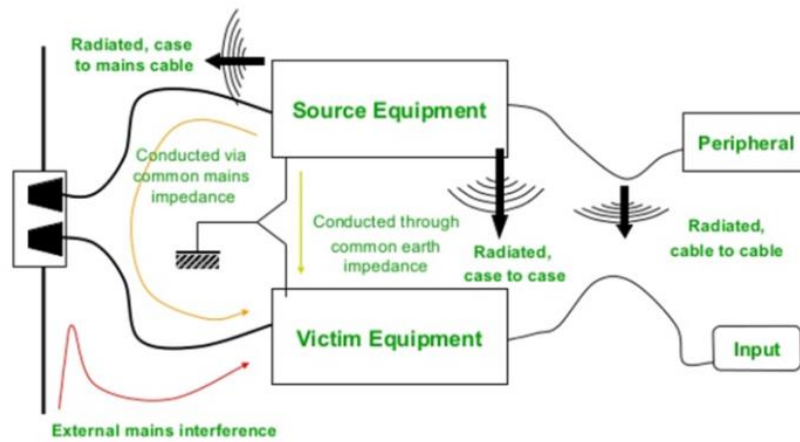 Radiated, case
to mains cable
Source Equipment
Peripheral
Conducted via
common mains
impedance
Conducted through
common earth
impedance
Radiated,
case to case
Radiated,
cable to cable
Victim Equipment
Input
External mains interference